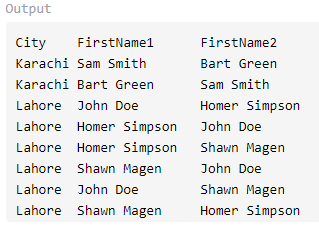 Output
City FirstName1 FirstName2
Karachi Sam Smith Bart Green
Karachi Bart Green Sam Smith
Lahore John Doe Homer Simpson
Lahore Homer Simpson John Doe
Lahore Homer Simpson Shawn Magen
Lahore Shawn Magen John Doe
Lahore John Doe Shawn Magen
Lahore Shawn Magen Homer Simpson